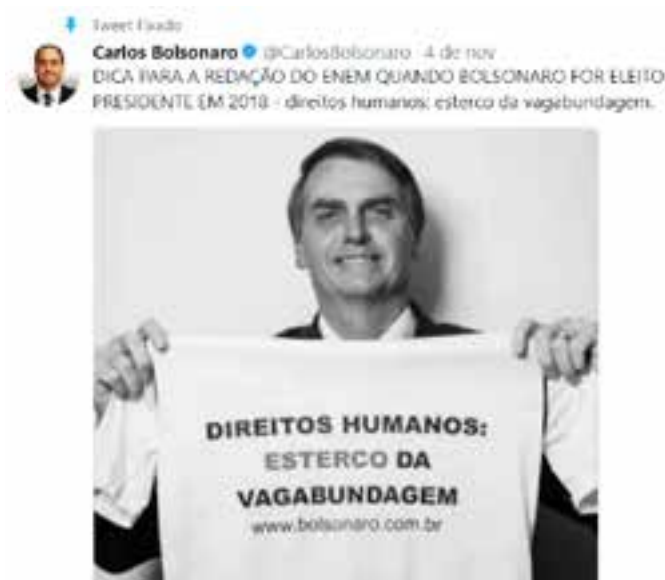 Tweet Fixado
Carlos Bolsonaro @CarlosBolsonaro · 4 de nov
DICA PARA A REDAÇÃO DO ENEM QUANDO BOLSONARO FOR ELEITO
PRESIDENTE EM 2018 - direitos humanos: esterco da vagabundagem.
DIREITOS HUMANOS:
ESTERCO DA
VAGABUNDAGEM
www.bolsonaro.com.br